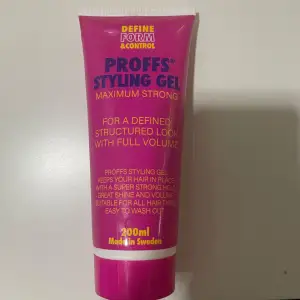 DEFINE
FORM
& CONTROL
PROFFS
STYLING GEL
MAXIMUM STRONG
FOR A DEFINED
STRUCTURED LOOK
WITH FULL VOLUME
PROFFS STYLING GEL
KEEPS YOUR HAIR IN PLACE
WITH A SUPER STRONG HOLD
GREAT SHINE AND VOLUME
SUITABLE FOR ALL HAIR TYPES
EASY TO WASH OUT
200ml
Made in Sweden